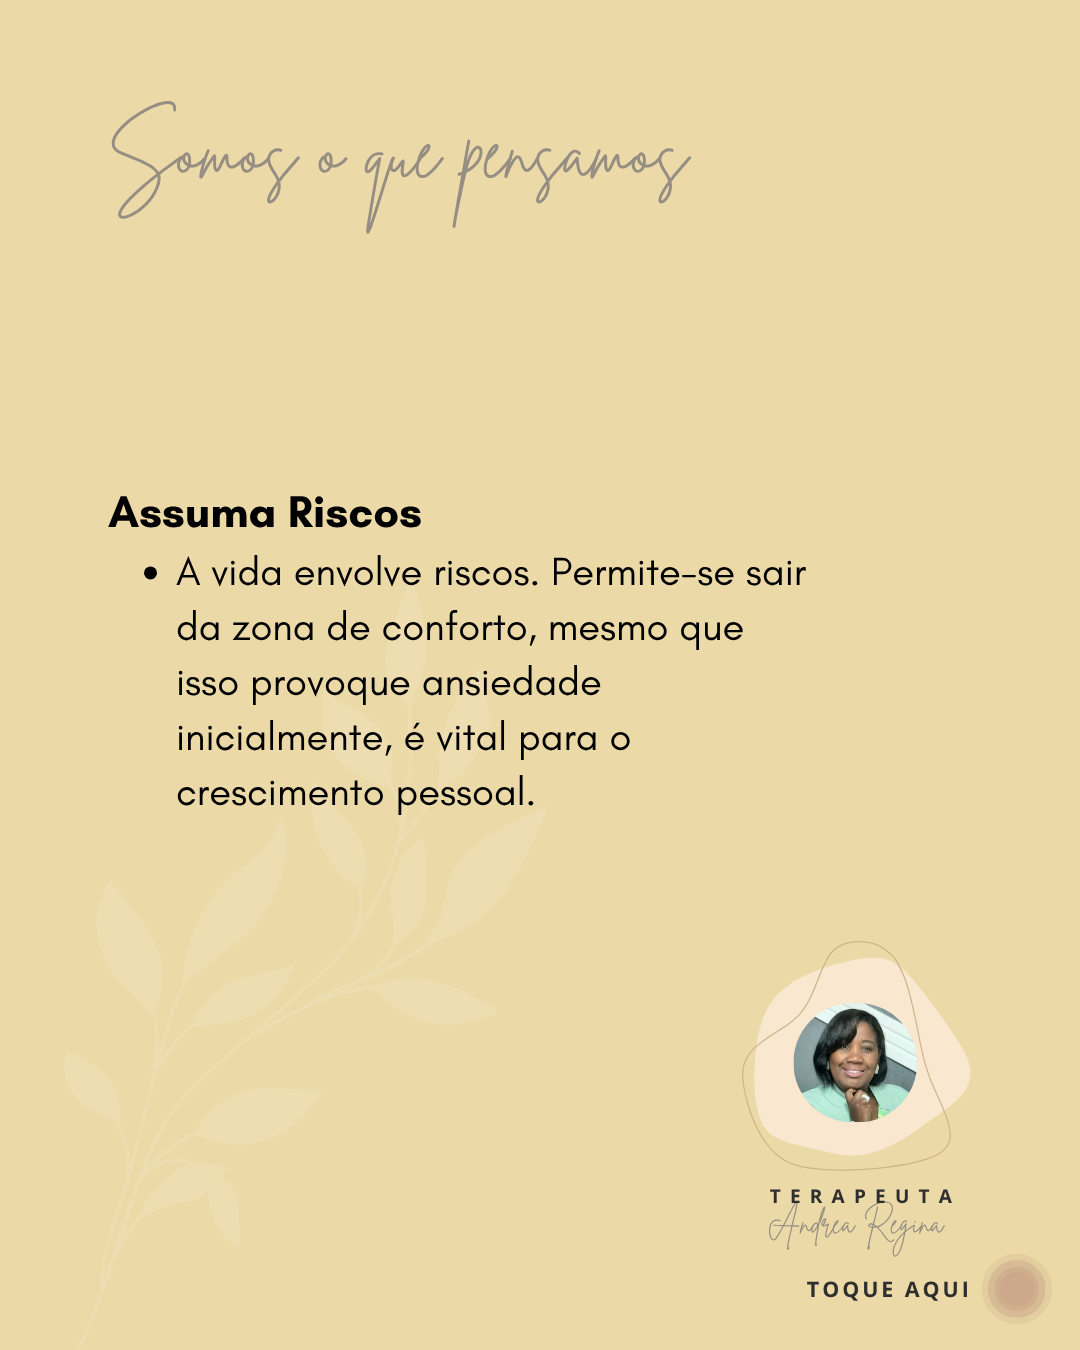 Somos o que pensamos
Assuma Riscos
• A vida envolve riscos. Permite-se sair
da zona de conforto, mesmo que
isso provoque ansiedade
inicialmente, é vital para o
crescimento pessoal.
TERAPEUTA
Andrea Regina
TOQUE AQUI